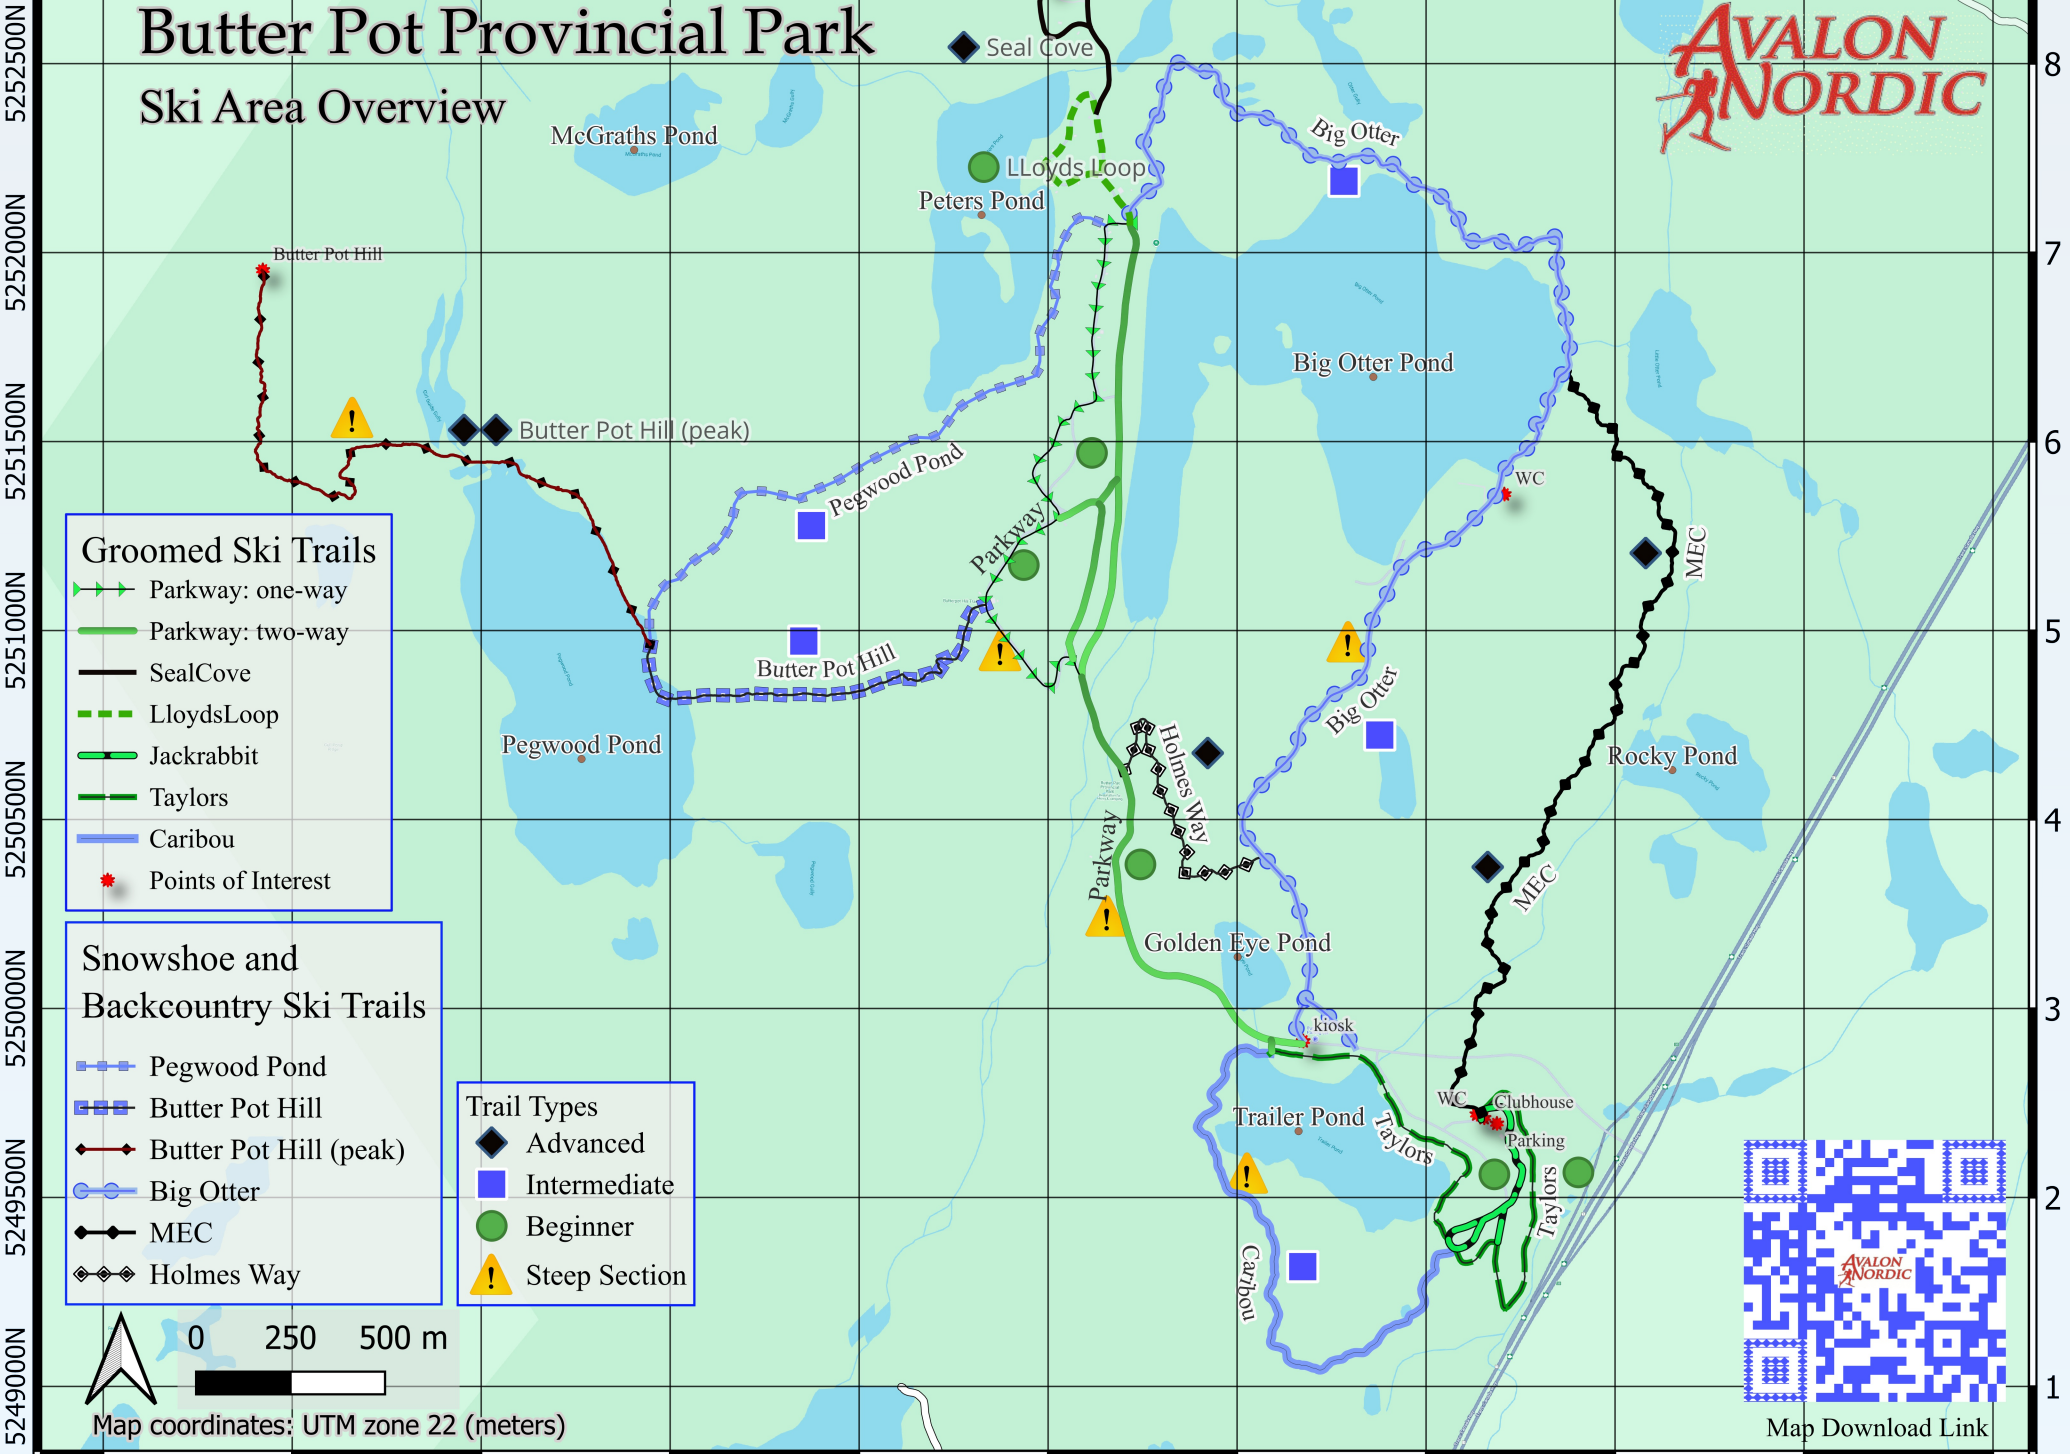 Butter Pot Provincial Park
Ski Area Overview
AVALON
NORDIC
Seal Cove
McGraths Pond
LLoyds Loop
Peters Pond
Big Otter
Butter Pot Hill
Big Otter Pond
Butter Pot Hill (peak)
Pegwood Pond
WC
Parkway
MEC
Butter Pot Hill
Big Otter
Pegwood Pond
Holmes Way
Rocky Pond
Parkway
MEC
Golden Eye Pond
kiosk
WC
Clubhouse
Parking
Trailer Pond
Taylors
Taylors
Caribou
Groomed Ski Trails
Parkway: one-way
Parkway: two-way
SealCove
LloydsLoop
Jackrabbit
Taylors
Caribou
Points of Interest
Snowshoe and
Backcountry Ski Trails
Pegwood Pond
Butter Pot Hill
Butter Pot Hill (peak)
Big Otter
MEC
Holmes Way
Trail Types
Advanced
Intermediate
Beginner
Steep Section
0 250 500 m
Map coordinates: UTM zone 22 (meters)
AVALON
NORDIC
Map Download Link
5252500N
5252000N
5251500N
5251000N
5250500N
5250000N
5249500N
5249000N
8
7
6
5
4
3
2
1